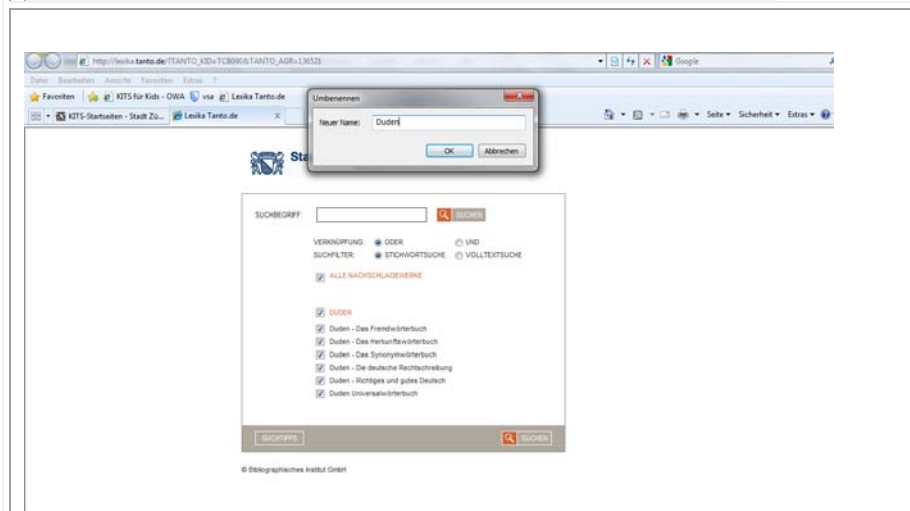 http://lexika.tanto.de/?TANTO_KID=TCB090&TANTO_AGR=136521
Google
Datei Bearbeiten Ansicht Favoriten Extras ?
Favoriten KITS für Kids - OWA vsa Lexika Tanto.de
KITS-Startseiten - Stadt Zü... Lexika Tanto.de X
Seite Sicherheit Extras
Umbenennen
Neuer Name: Duden
OK Abbrechen
Sta
SUCHBEGRIFF: SUCHEN
VERKNÜPFUNG: ODER UND
SUCHFILTER: STICHWORTSUCHE VOLLTEXTSUCHE
ALLE NACHSCHLAGEWERKE
DUDEN
Duden - Das Fremdwörterbuch
Duden - Das Herkunftswörterbuch
Duden - Das Synonymwörterbuch
Duden - Die deutsche Rechtschreibung
Duden - Richtiges und gutes Deutsch
Duden Universalwörterbuch
SUCHTIPPS SUCHEN
© Bibliographisches Institut GmbH